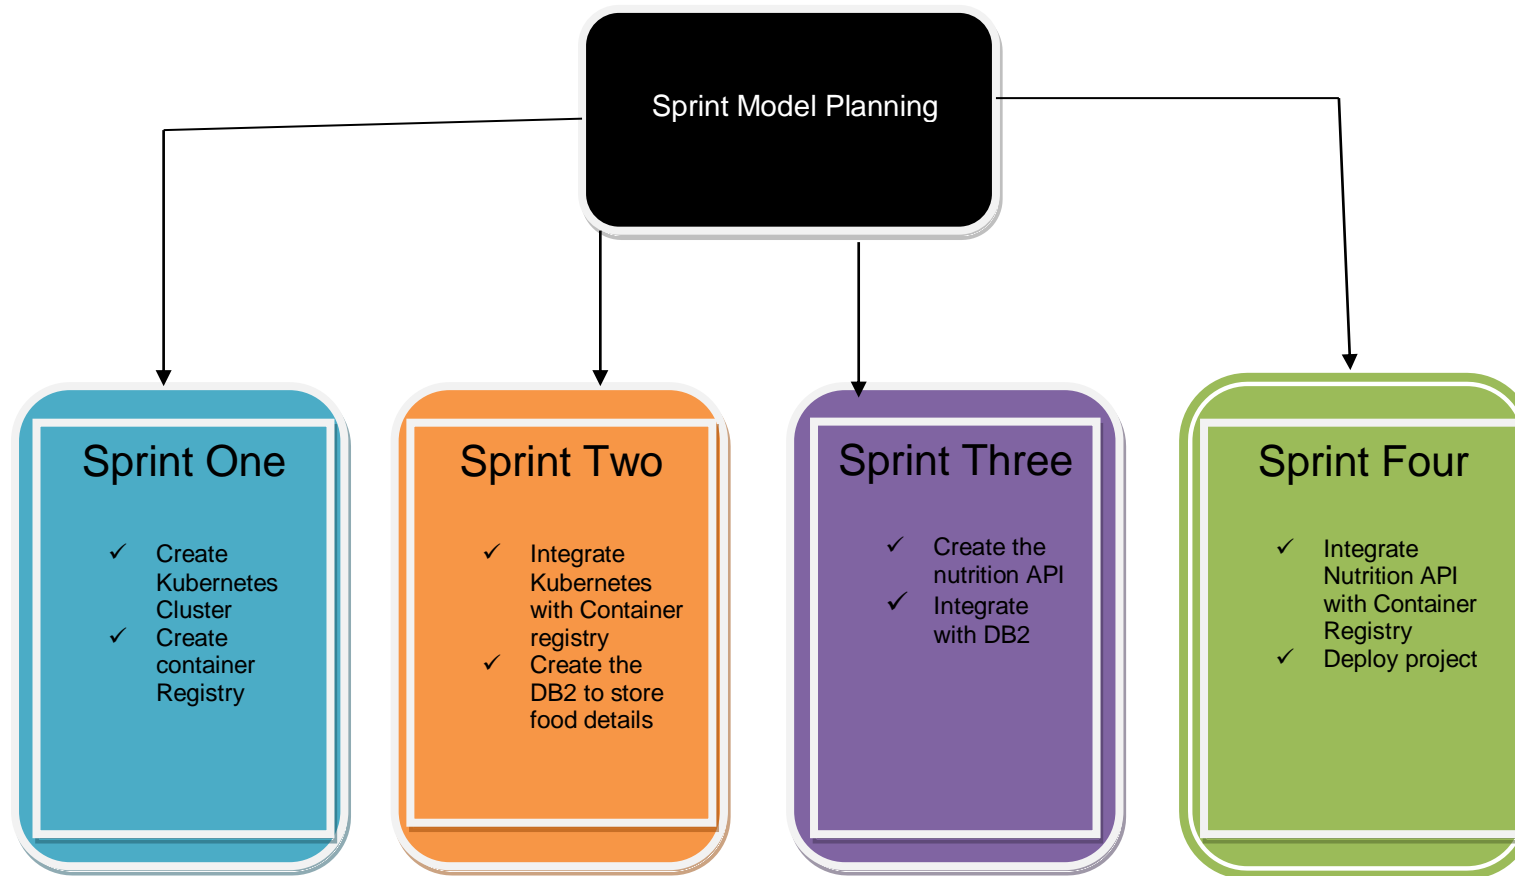 Sprint Model Planning
Sprint One
✓ Create
Kubernetes
Cluster
✓ Create
container
Registry
Sprint Two
✓ Integrate
Kubernetes
with Container
registry
✓ Create the
DB2 to store
food details
Sprint Three
✓ Create the
nutrition API
✓ Integrate
with DB2
Sprint Four
✓ Integrate
Nutrition API
with Container
Registry
✓ Deploy project